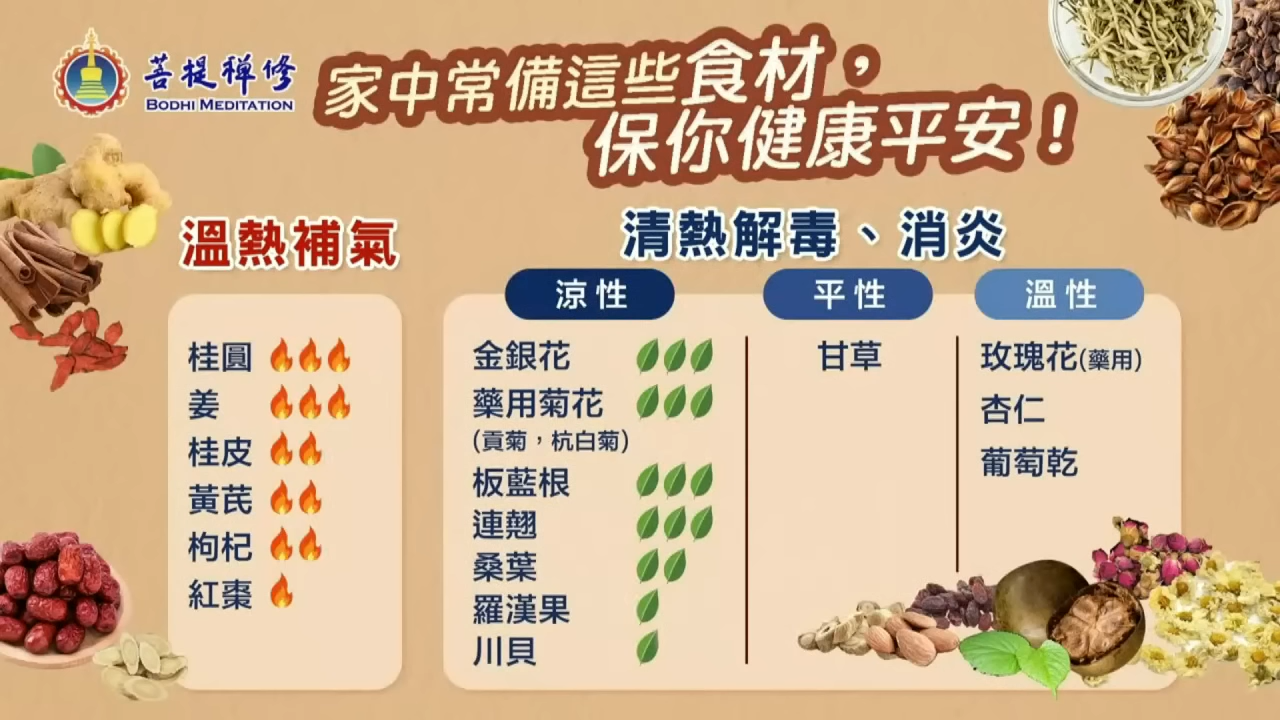 菩提禪修
BODHI MEDITATION
家中常備這些食材，
保你健康平安！
溫熱補氣
桂圓
姜
桂皮
黃芪
枸杞
紅棗
清熱解毒、消炎
涼性
金銀花
藥用菊花
(貢菊，杭白菊)
板藍根
連翹
桑葉
羅漢果
川貝
平性
甘草
溫性
玫瑰花(藥用)
杏仁
葡萄乾